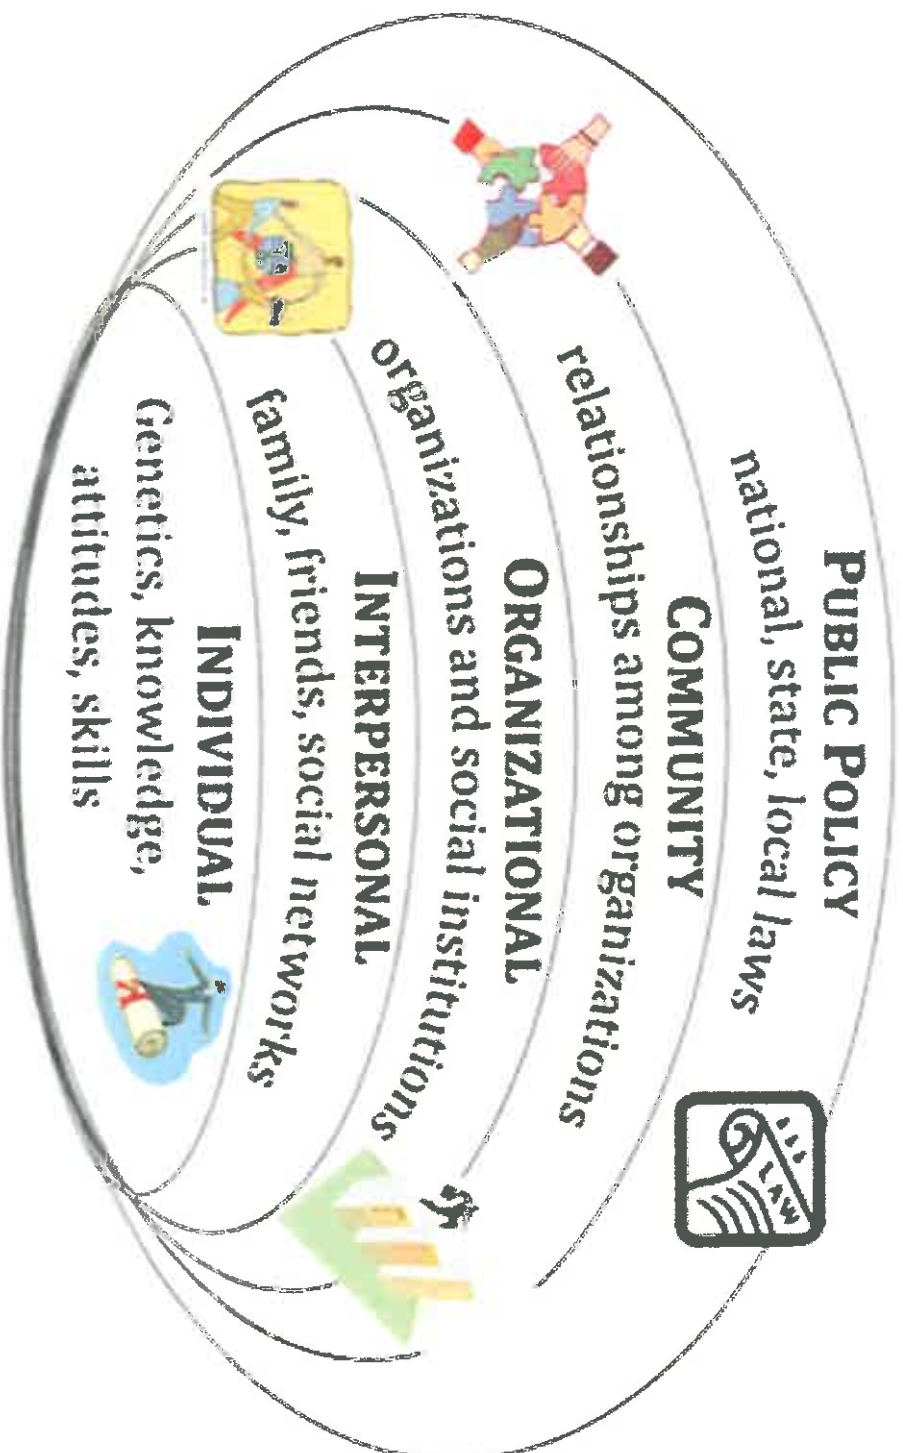 PUBLIC POLICY
national, state, local laws
LAW
COMMUNITY
relationships among organizations
ORGANIZATIONAL
organizations and social institutions
INTERPERSONAL
family, friends, social networks
INDIVIDUAL
Genetics, knowledge,
attitudes, skills